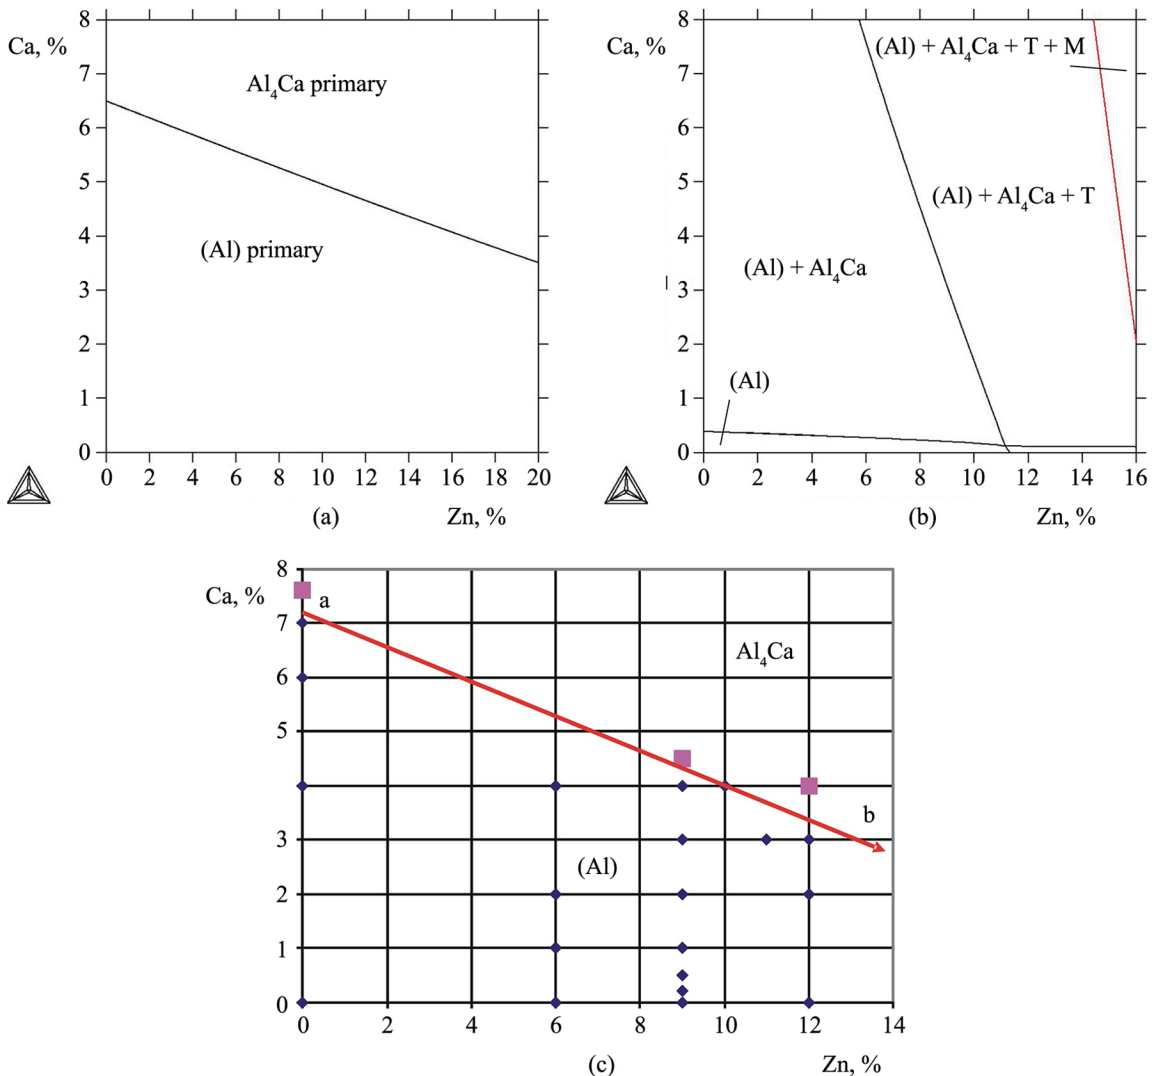 8
Ca, %
7
6
5
4
3
2
1
0
Al₄Ca primary
(Al) primary
0 2 4 6 8 10 12 14 16 18 20
(a) Zn, %
8
Ca, %
7
6
5
4
3
2
1
0
(Al) + Al₄Ca + T + M
(Al) + Al₄Ca + T
(Al) + Al₄Ca
(Al)
0 2 4 6 8 10 12 14 16
(b) Zn, %
8
Ca, %
7
6
5
4
3
2
1
0
a
Al₄Ca
b
(Al)
0 2 4 6 8 10 12 14
(c) Zn, %